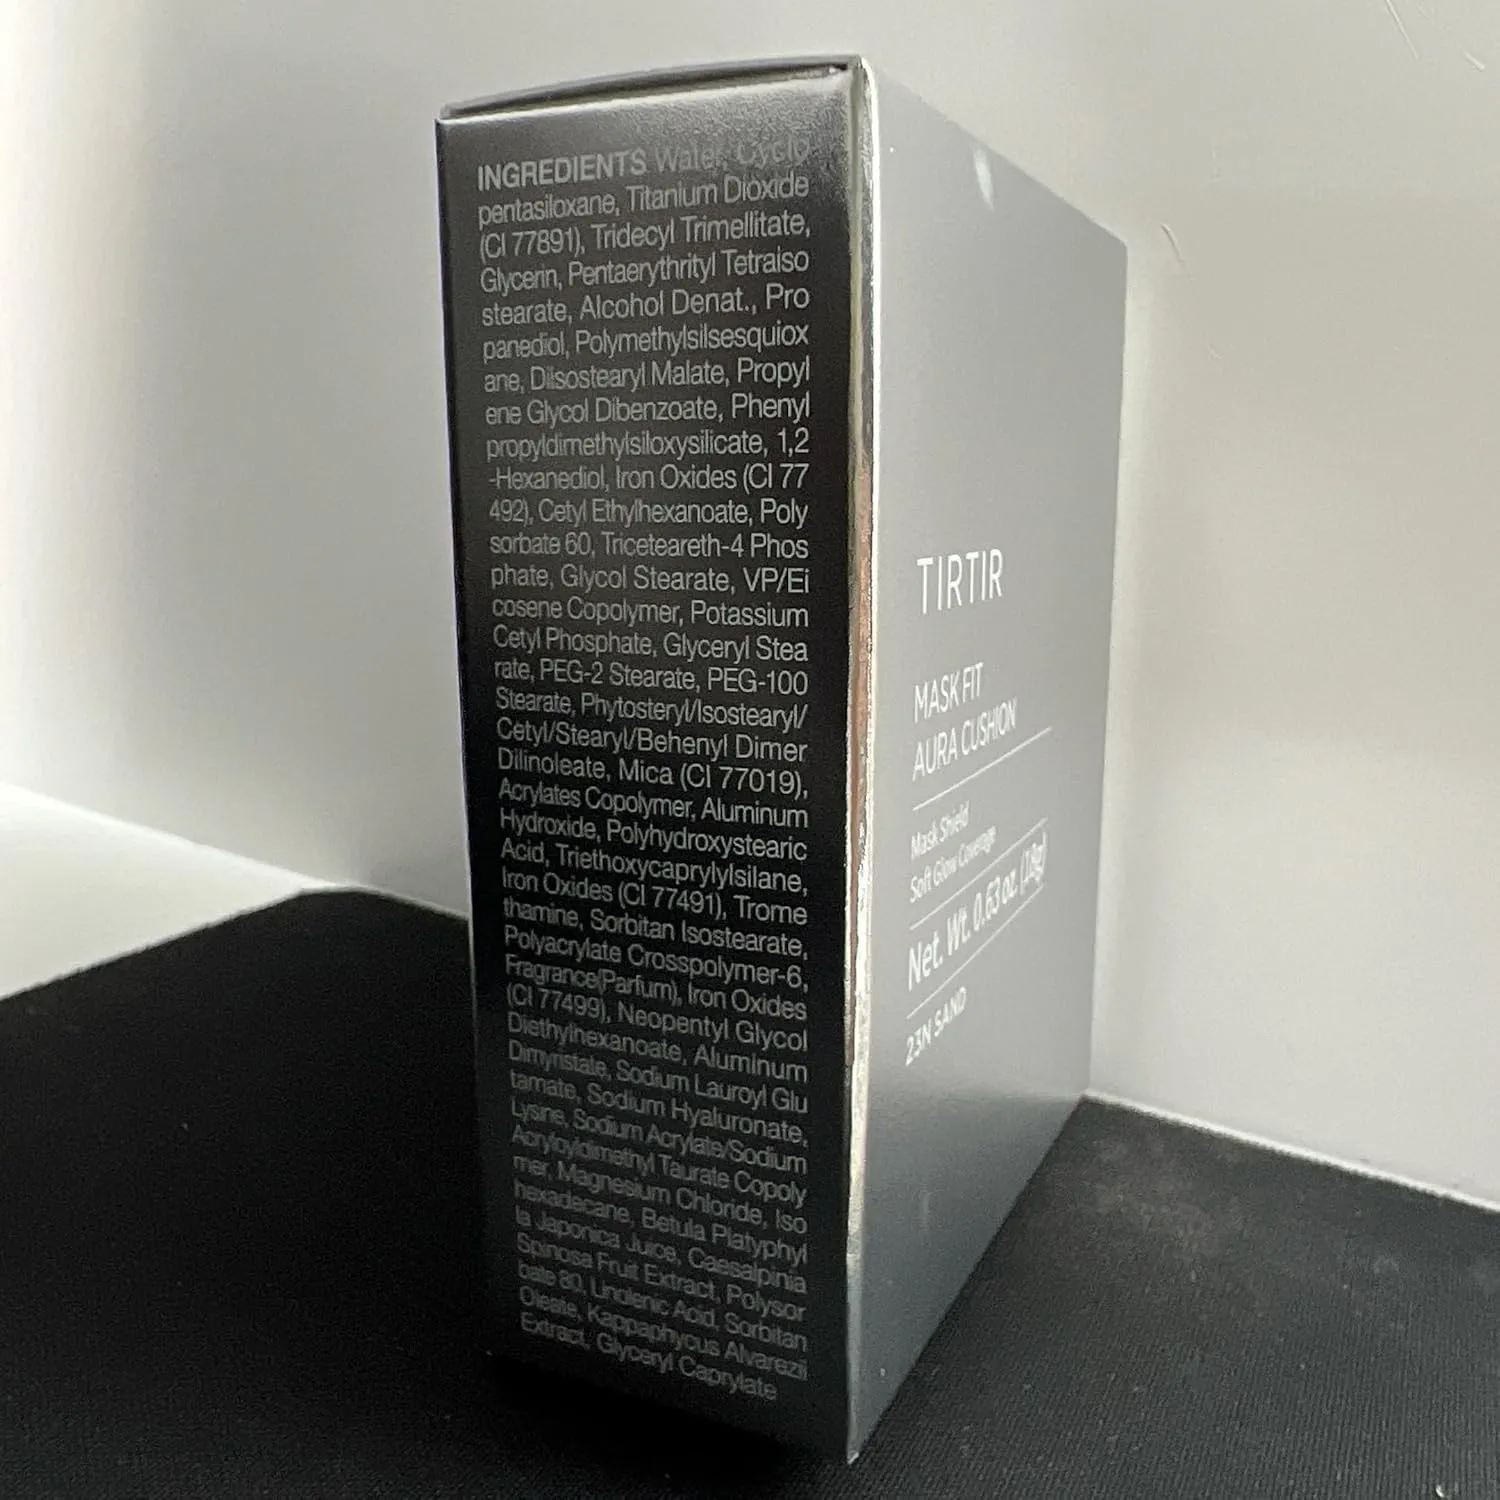 INGREDIENTS Water, Cyclo
pentasiloxane, Titanium Dioxide
(CI 77891), Tridecyl Trimellitate,
Glycerin, Pentaerythrityl Tetraiso
stearate, Alcohol Denat., Pro
panediol, Polymethylsilsesquiox
ane, Diisostearyl Malate, Propyl
ene Glycol Dibenzoate, Phenyl
propyldimethylsiloxysilicate, 1,2
-Hexanediol, Iron Oxides (CI 77
492), Cetyl Ethylhexanoate, Poly
sorbate 60, Triceteareth-4 Phos
phate, Glycol Stearate, VP/Ei
cosene Copolymer, Potassium
Cetyl Phosphate, Glyceryl Stea
rate, PEG-2 Stearate, PEG-100
Stearate, Phytosteryl/Isostearyl/
Cetyl/Stearyl/Behenyl Dimer
Dilinoleate, Mica (CI 77019),
Acrylates Copolymer, Aluminum
Hydroxide, Polyhydroxystearic
Acid, Triethoxycaprylylsilane,
Iron Oxides (CI 77491), Trome
thamine, Sorbitan Isostearate,
Polyacrylate Crosspolymer-6,
Fragrance(Parfum), Iron Oxides
(CI 77499), Neopentyl Glycol
Diethylhexanoate, Aluminum
Dimyristate, Sodium Lauroyl Glu
tamate, Sodium Hyaluronate,
Lysine, Sodium Acrylate/Sodium
Acryloyldimethyl Taurate Copoly
mer, Magnesium Chloride, Iso
hexadecane, Betula Platyphyl
la Japonica Juice, Caesalpinia
Spinosa Fruit Extract, Polysor
bate 80, Linolenic Acid, Sorbitan
Oleate, Kappaphycus Alvarezii
Extract, Glyceryl Caprylate
TIRTIR
MASK FIT
AURA CUSHION
Mask Shield
Soft Glow Coverage
Net. Wt. 0.63 oz. (18g)
23N SAND